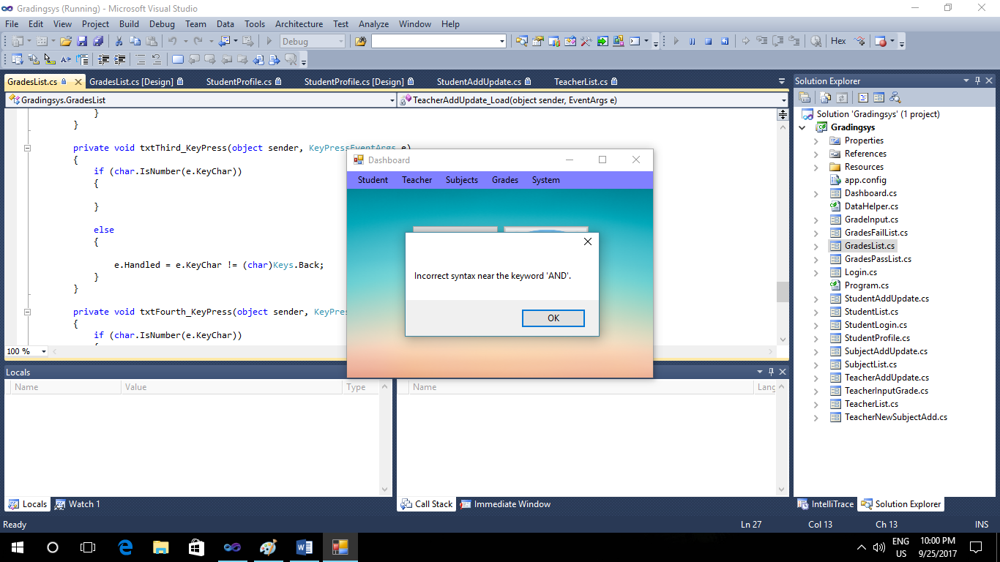 Gradingsys (Running) - Microsoft Visual Studio
File Edit View Project Build Debug Team Data Tools Architecture Test Analyze Window Help
Debug
Hex
GradesList.cs GradesList.cs [Design] StudentProfile.cs StudentProfile.cs [Design] StudentAddUpdate.cs TeacherList.cs
Gradingsys.GradesList TeacherAddUpdate_Load(object sender, EventArgs e)
}
}
private void txtThird_KeyPress(object sender, KeyPressEventArgs e)
{
if (char.IsNumber(e.KeyChar))
{
}
else
{
e.Handled = e.KeyChar != (char)Keys.Back;
}
}
private void txtFourth_KeyPress(object sender, KeyPres
{
if (char.IsNumber(e.KeyChar))
100 %
Dashboard
Student Teacher Subjects Grades System
Incorrect syntax near the keyword 'AND'.
OK
Locals
Name Value Type
Name Lang
Locals Watch 1
Call Stack Immediate Window
Solution Explorer
Solution 'Gradingsys' (1 project)
Gradingsys
Properties
References
Resources
app.config
Dashboard.cs
DataHelper.cs
GradeInput.cs
GradesFailList.cs
GradesList.cs
GradesPassList.cs
Login.cs
Program.cs
StudentAddUpdate.cs
StudentList.cs
StudentLogin.cs
StudentProfile.cs
SubjectAddUpdate.cs
SubjectList.cs
TeacherAddUpdate.cs
TeacherInputGrade.cs
TeacherList.cs
TeacherNewSubjectAdd.cs
IntelliTrace Solution Explorer
Ready Ln 27 Col 13 Ch 13 INS
ENG 10:00 PM
US 9/25/2017